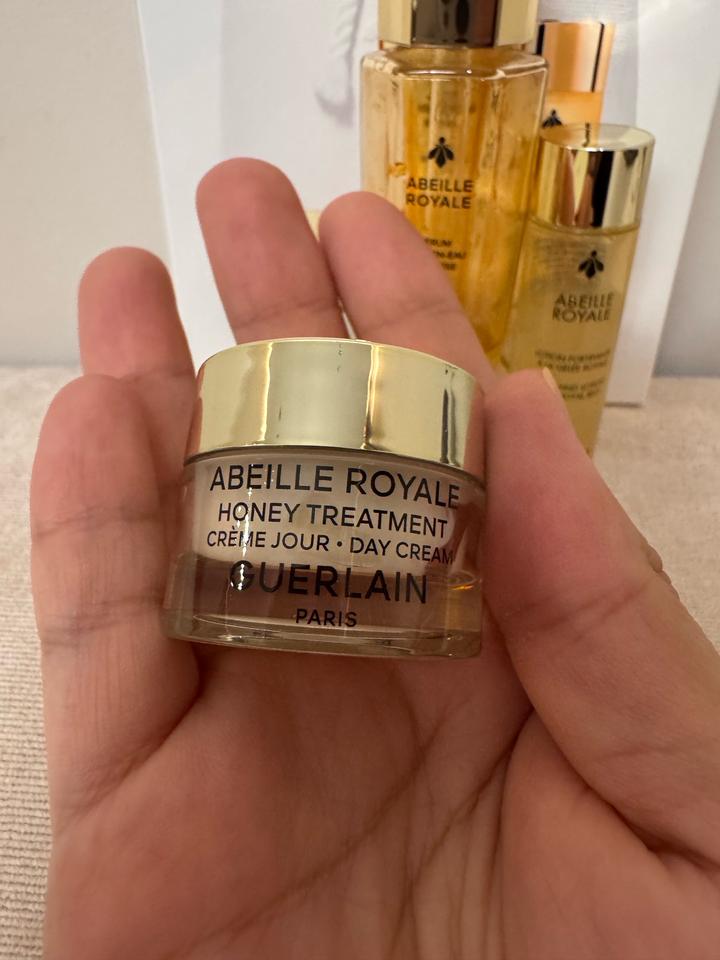 ABEILLE ROYALE
HONEY TREATMENT
CRÈME JOUR • DAY CREAM
GUERLAIN
PARIS
ABEILLE
ROYALE
ABEILLE
ROYALE